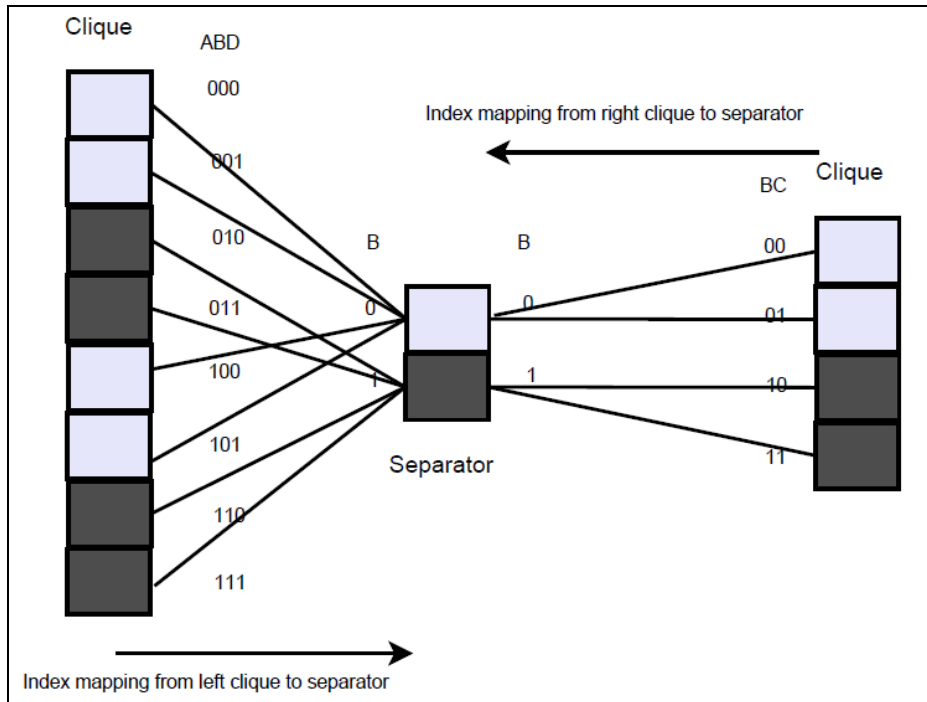 Clique
ABD
000
001
010
011
100
101
110
111
Index mapping from left clique to separator
B
0
1
Separator
B
0
1
Index mapping from right clique to separator
BC
Clique
00
01
10
11